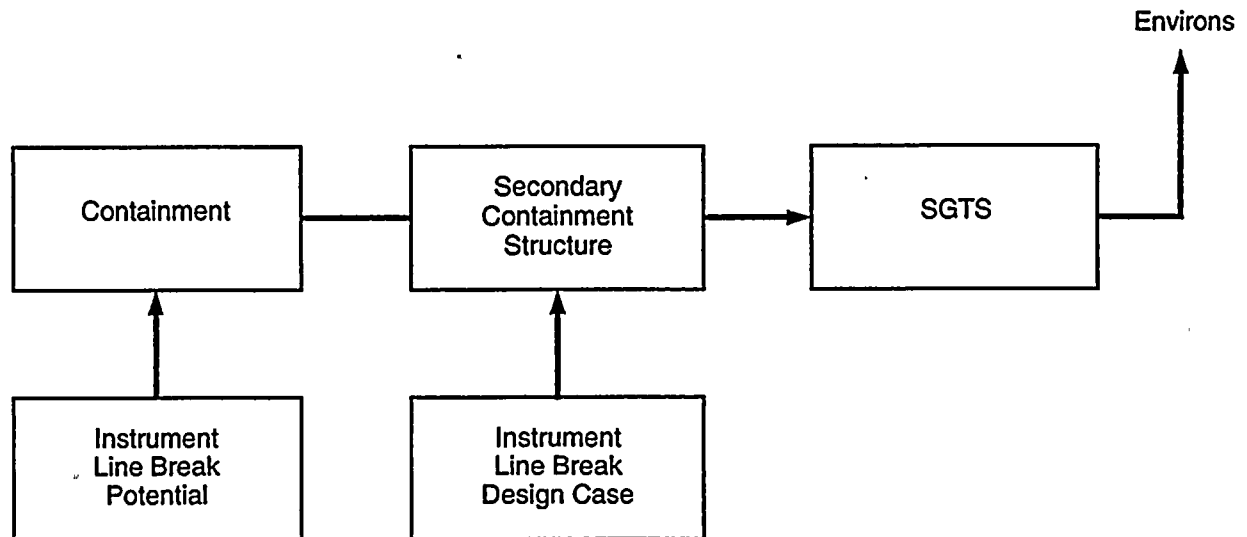 Environs
Containment
Secondary
Containment
Structure
SGTS
Instrument
Line Break
Potential
Instrument
Line Break
Design Case